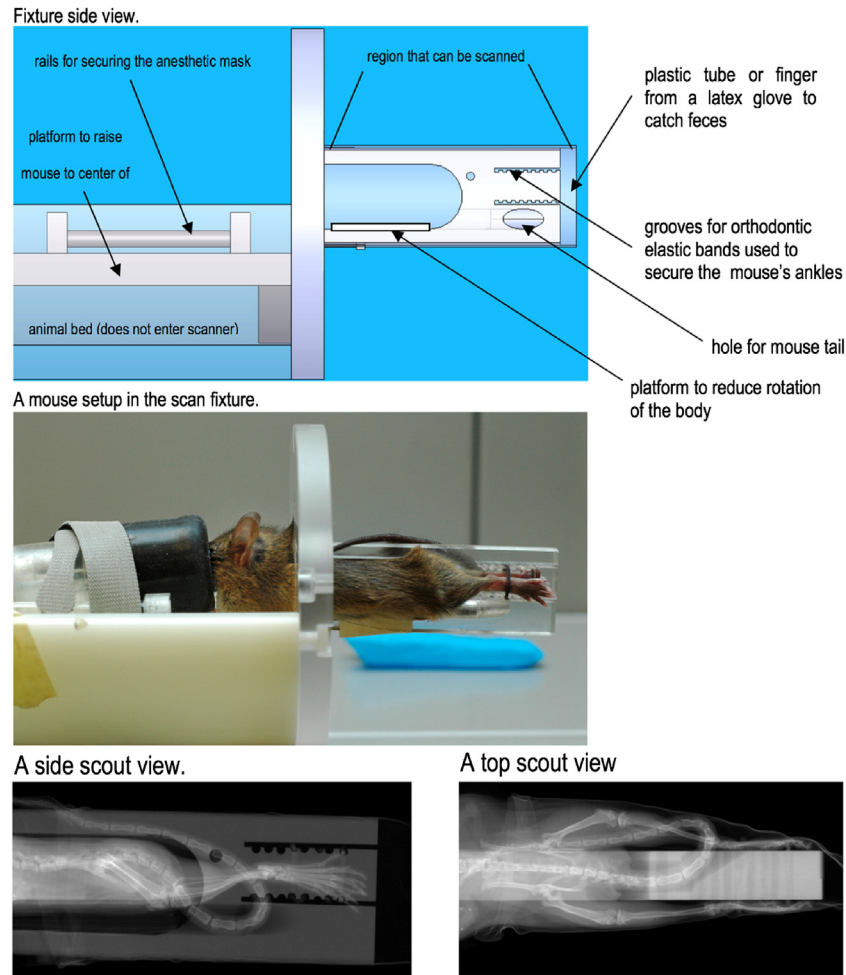 Fixture side view.
rails for securing the anesthetic mask
region that can be scanned
platform to raise
mouse to center of
animal bed (does not enter scanner)
plastic tube or finger
from a latex glove to
catch feces
grooves for orthodontic
elastic bands used to
secure the mouse's ankles
hole for mouse tail
platform to reduce rotation
of the body
A mouse setup in the scan fixture.
A side scout view.
A top scout view